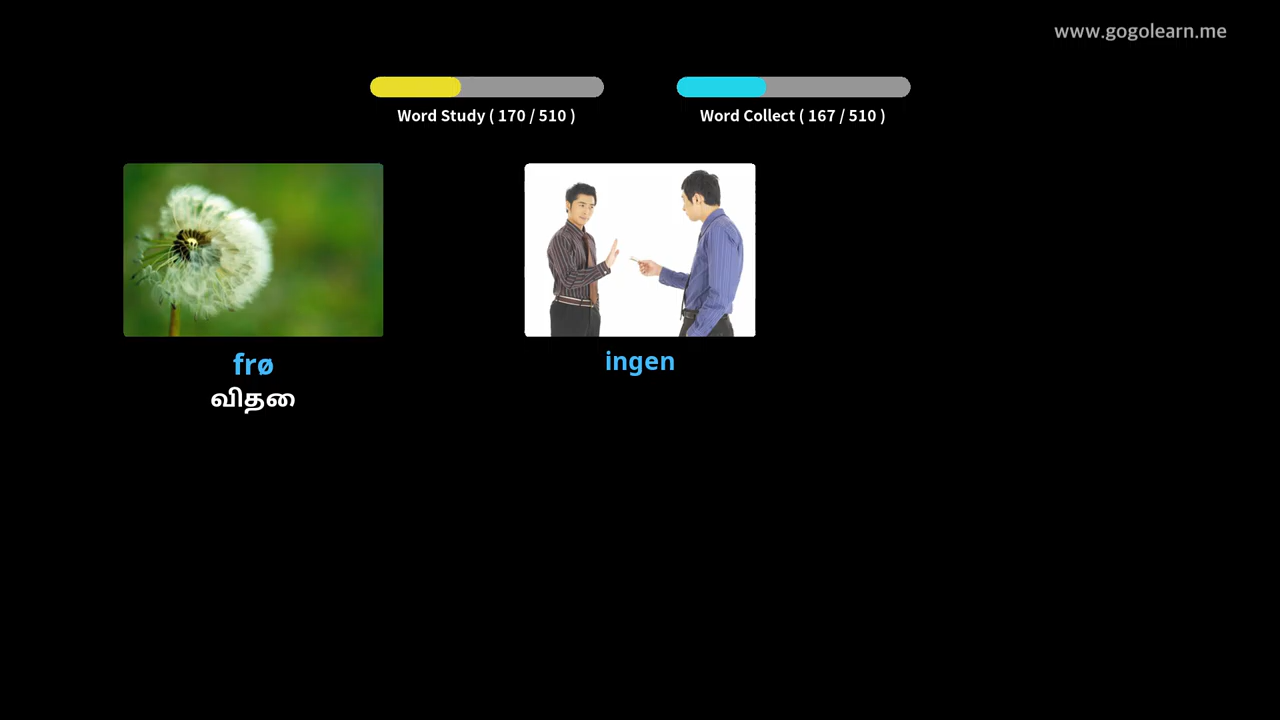 www.gogolearn.me
Word Study ( 170 / 510 )
Word Collect ( 167 / 510 )
frø
விதை
ingen